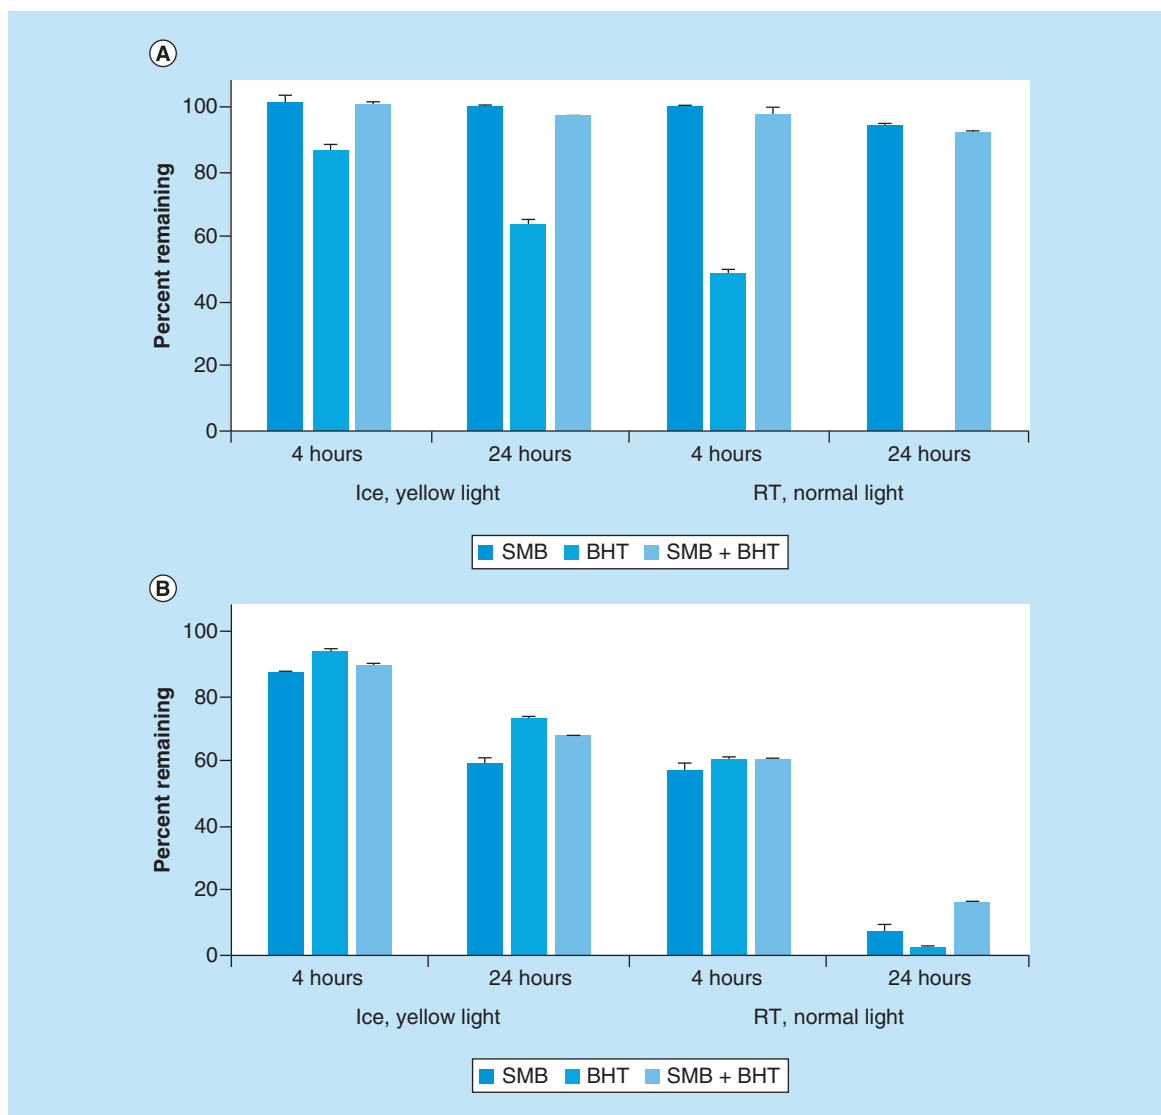 A
Percent remaining
100
80
60
40
20
0
4 hours 24 hours 4 hours 24 hours
Ice, yellow light RT, normal light
SMB BHT SMB + BHT
B
Percent remaining
100
80
60
40
20
0
4 hours 24 hours 4 hours 24 hours
Ice, yellow light RT, normal light
SMB BHT SMB + BHT